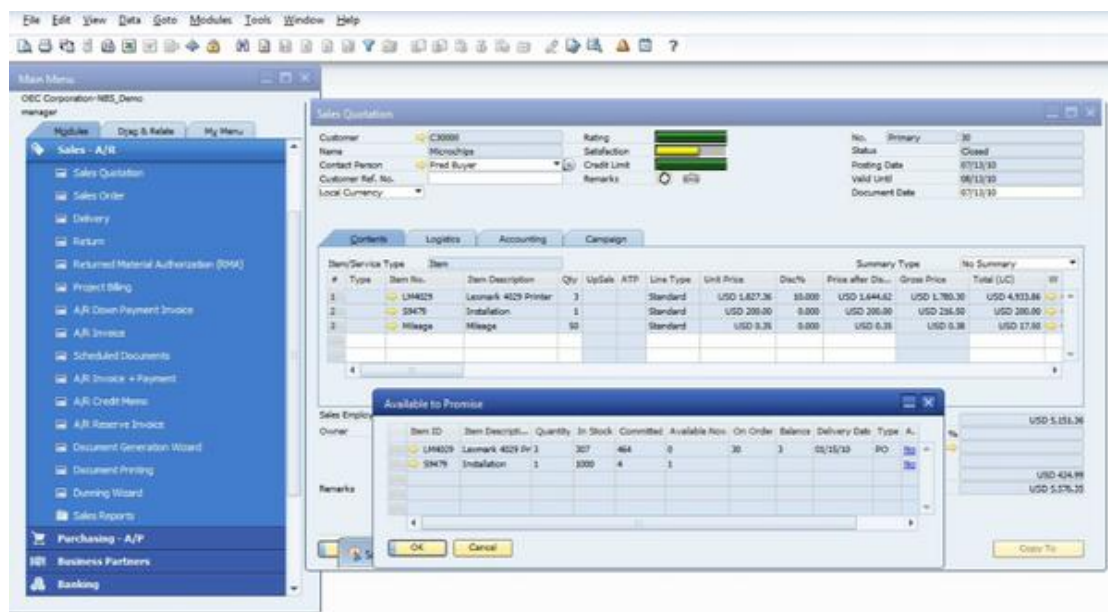 File Edit View Data Goto Modules Tools Window Help
Main Menu
OEC Corporation-NBS_Demo
manager
Modules Drag & Relate My Menu
Sales - A/R
Sales Quotation
Sales Order
Delivery
Return
Returned Material Authorization (RMA)
Project Billing
A/R Down Payment Invoice
A/R Invoice
Scheduled Documents
A/R Invoice + Payment
A/R Credit Memo
A/R Reserve Invoice
Document Generation Wizard
Document Printing
Dunning Wizard
Sales Reports
Purchasing - A/P
Business Partners
Banking
Sales Quotation
Customer C30000 Rating No. Primary 30
Name Microchips Satisfaction Status Closed
Contact Person Fred Buyer Credit Limit Posting Date 07/13/10
Customer Ref. No. Remarks Valid Until 08/13/10
Local Currency Document Date 07/13/10
Contents Logistics Accounting Campaign
Item/Service Type Item Summary Type No Summary
# Type Item No. Item Description Qty UpSale ATP Line Type Unit Price Disc% Price after Dis... Gross Price Total (LC) W
1 LM4029 Lexmark 4029 Printer 3 Standard USD 1,827.36 10.000 USD 1,644.62 USD 1,780.30 USD 4,933.86
2 S9479 Installation 1 Standard USD 200.00 0.000 USD 200.00 USD 216.50 USD 200.00
3 Mileage Mileage 50 Standard USD 0.35 0.000 USD 0.35 USD 0.38 USD 17.50
Sales Employ
Owner
Remarks
USD 5,151.36
%
USD 424.99
USD 5,576.35
Available to Promise
Item ID Item Descripti... Quantity In Stock Committed Available Now On Order Balance Delivery Date Type A.
LM4029 Lexmark 4029 Pr 3 307 464 0 30 3 01/15/10 PO No
S9479 Installation 1 1000 4 1 No
OK Cancel
Copy To